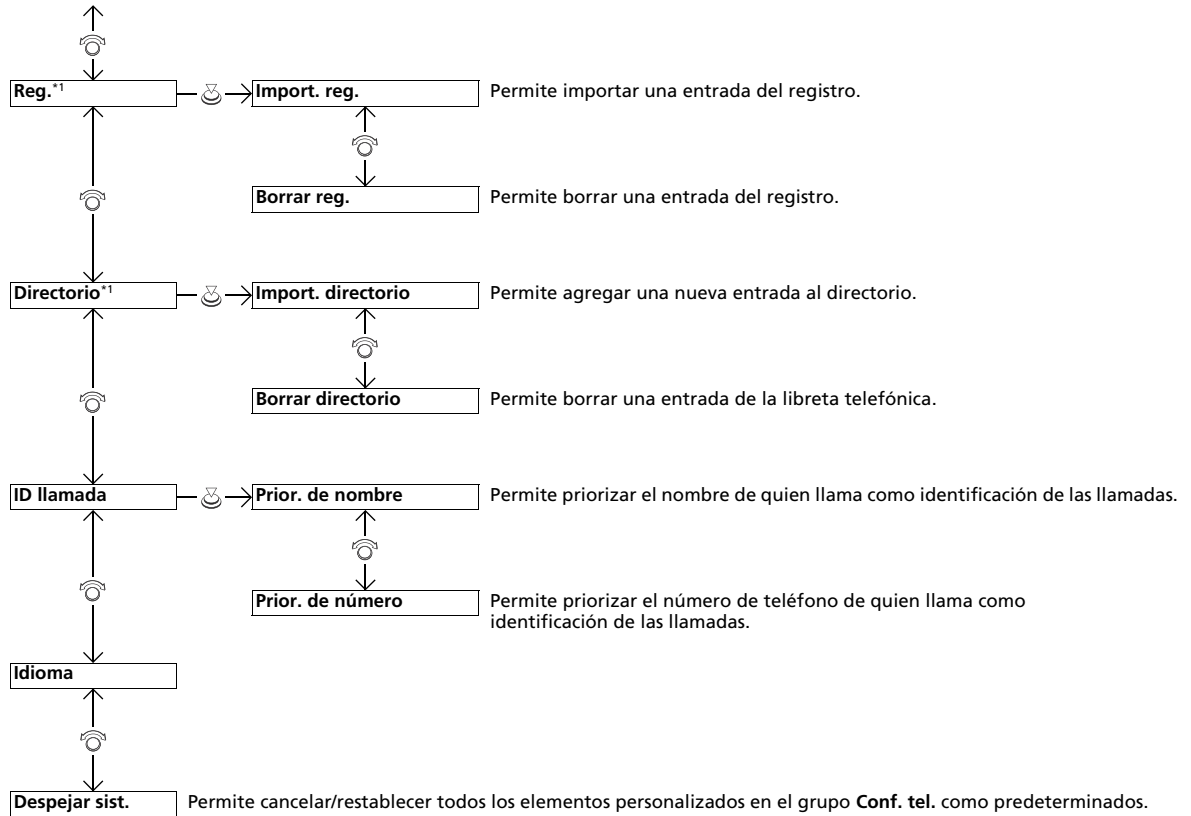 Reg.*1
Import. reg.
Permite importar una entrada del registro.
Borrar reg.
Permite borrar una entrada del registro.
Directorio*1
Import. directorio
Permite agregar una nueva entrada al directorio.
Borrar directorio
Permite borrar una entrada de la libreta telefónica.
ID llamada
Prior. de nombre
Permite priorizar el nombre de quien llama como identificación de las llamadas.
Prior. de número
Permite priorizar el número de teléfono de quien llama como
identificación de las llamadas.
Idioma
Despejar sist.
Permite cancelar/restablecer todos los elementos personalizados en el grupo Conf. tel. como predeterminados.